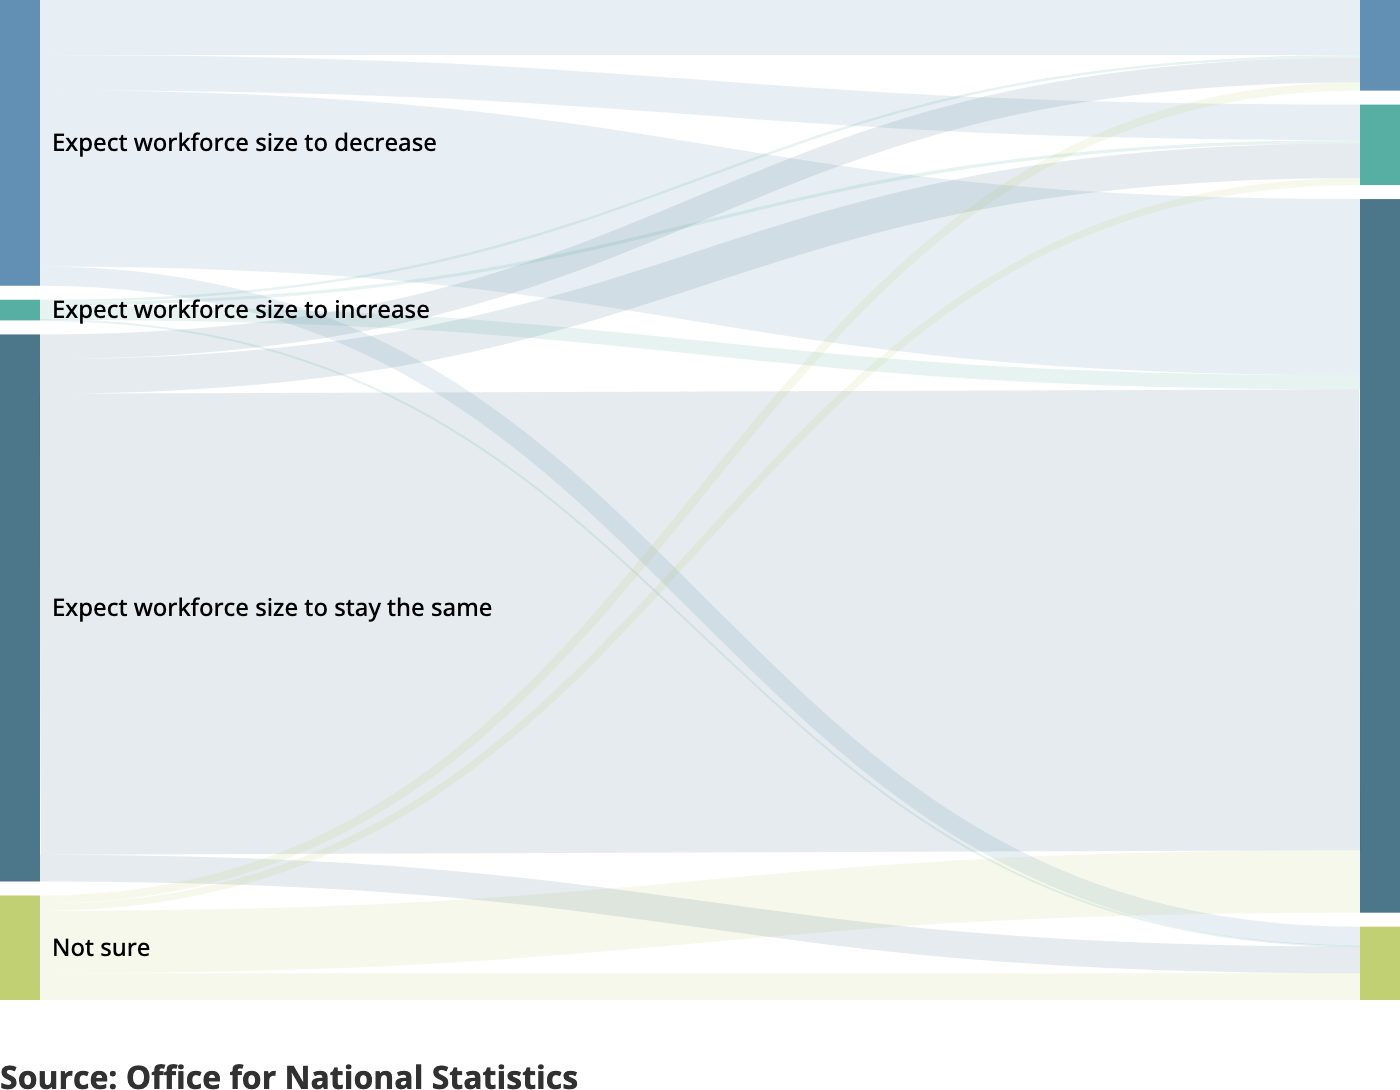 Expect workforce size to decrease
Expect workforce size to increase
Expect workforce size to stay the same
Not sure
Source: Office for National Statistics